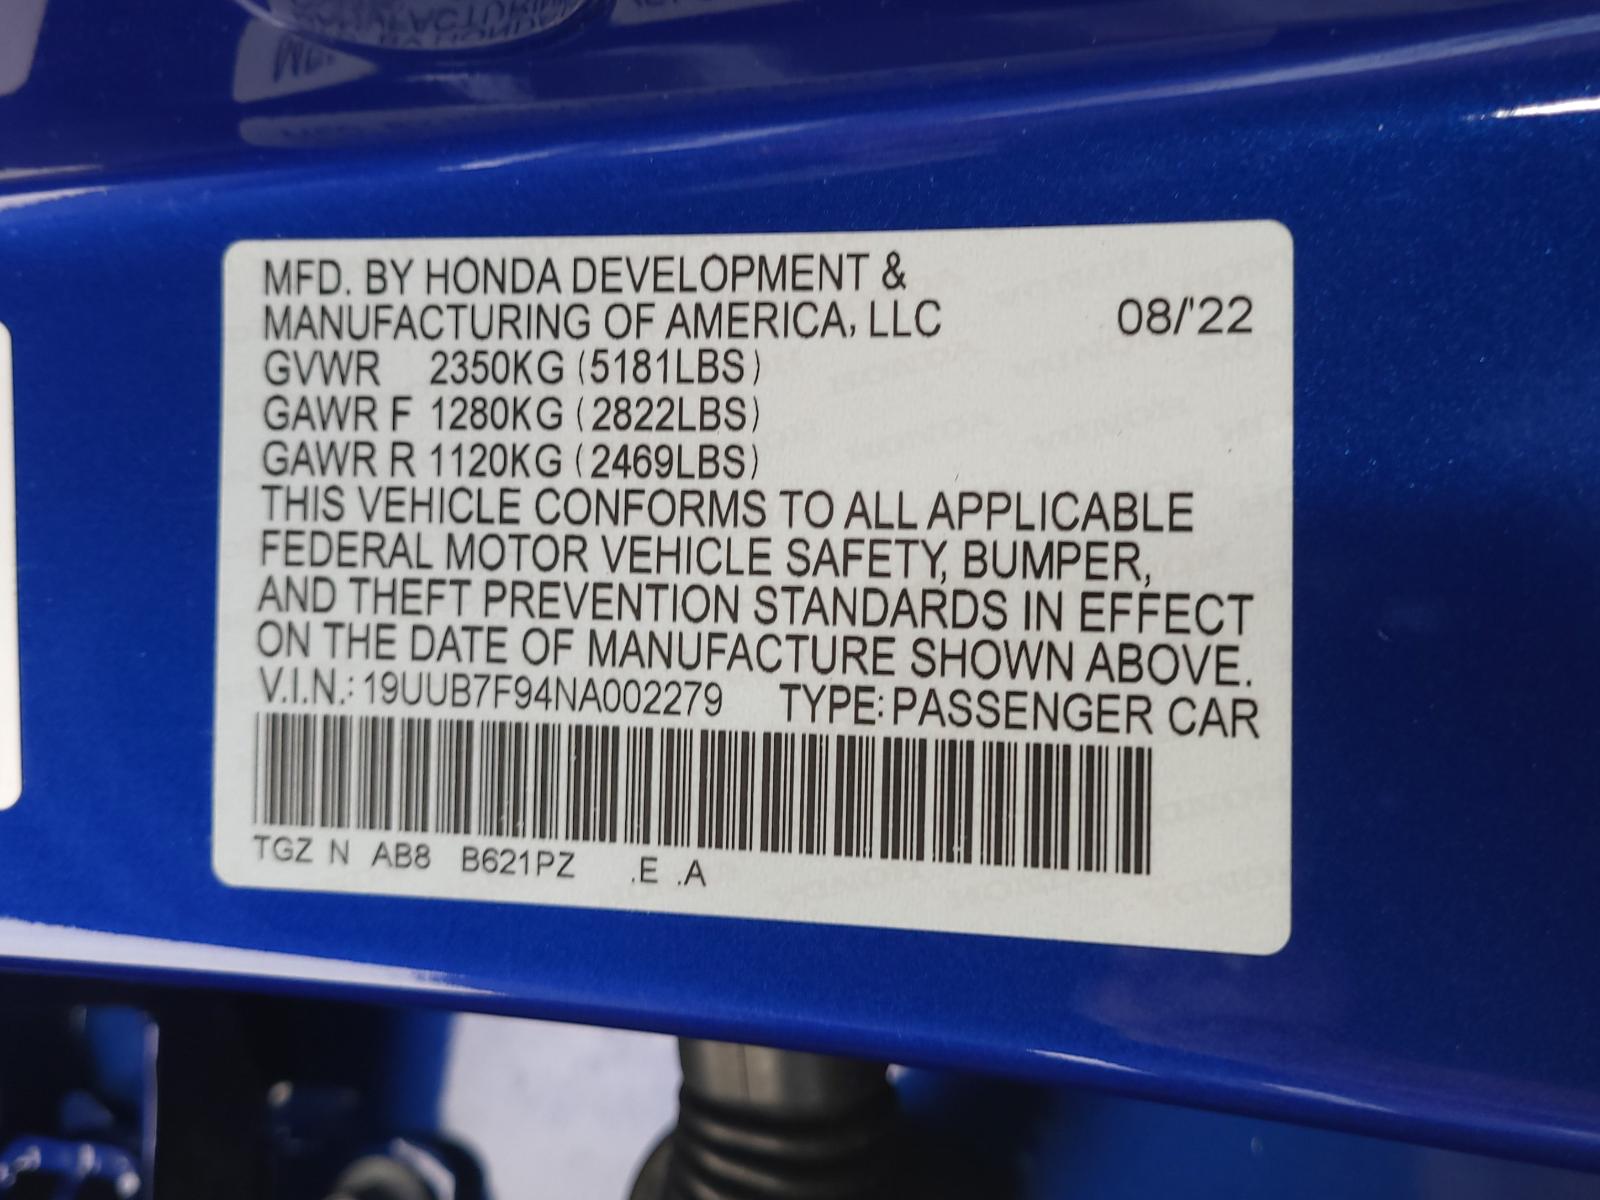 MFD. BY HONDA DEVELOPMENT &
MANUFACTURING OF AMERICA, LLC 08/'22
GVWR 2350KG (5181LBS)
GAWR F 1280KG (2822LBS)
GAWR R 1120KG (2469LBS)
THIS VEHICLE CONFORMS TO ALL APPLICABLE
FEDERAL MOTOR VEHICLE SAFETY, BUMPER,
AND THEFT PREVENTION STANDARDS IN EFFECT
ON THE DATE OF MANUFACTURE SHOWN ABOVE.
V.I.N.: 19UUB7F94NA002279 TYPE: PASSENGER CAR
TGZ N AB8 B621PZ .E .A